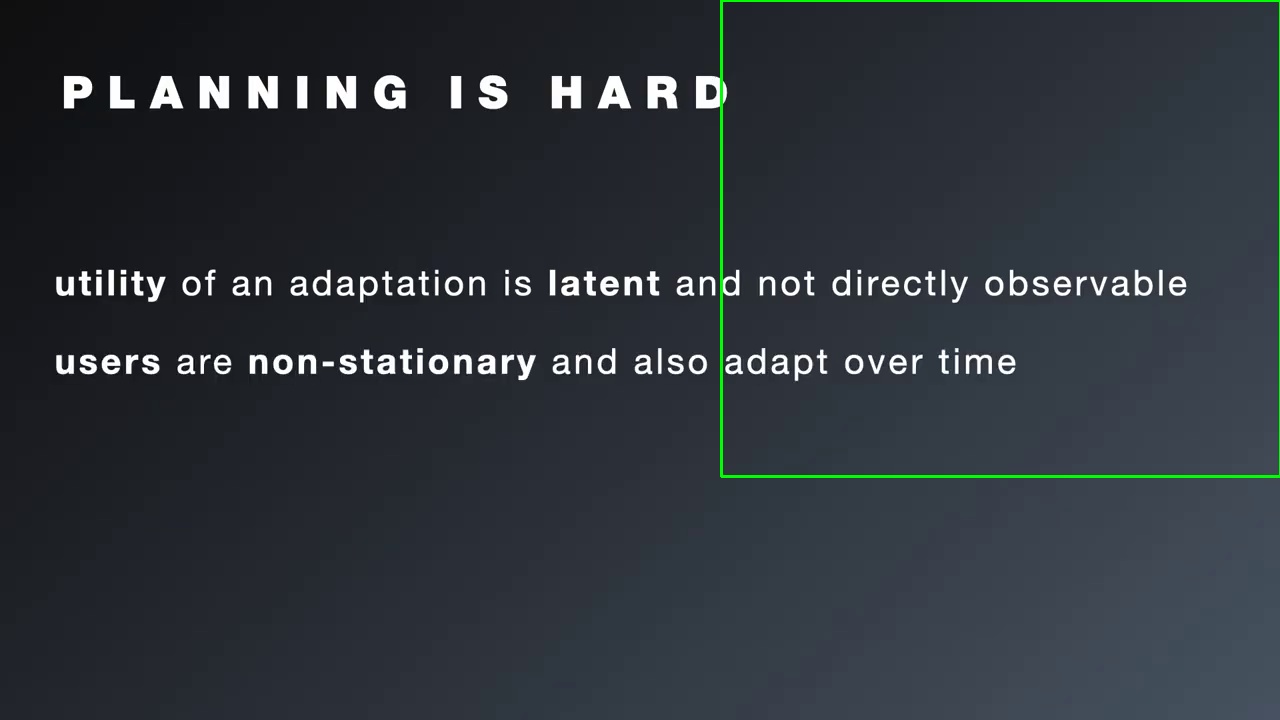 PLANNING IS HARD
utility of an adaptation is latent and not directly observable
users are non-stationary and also adapt over time